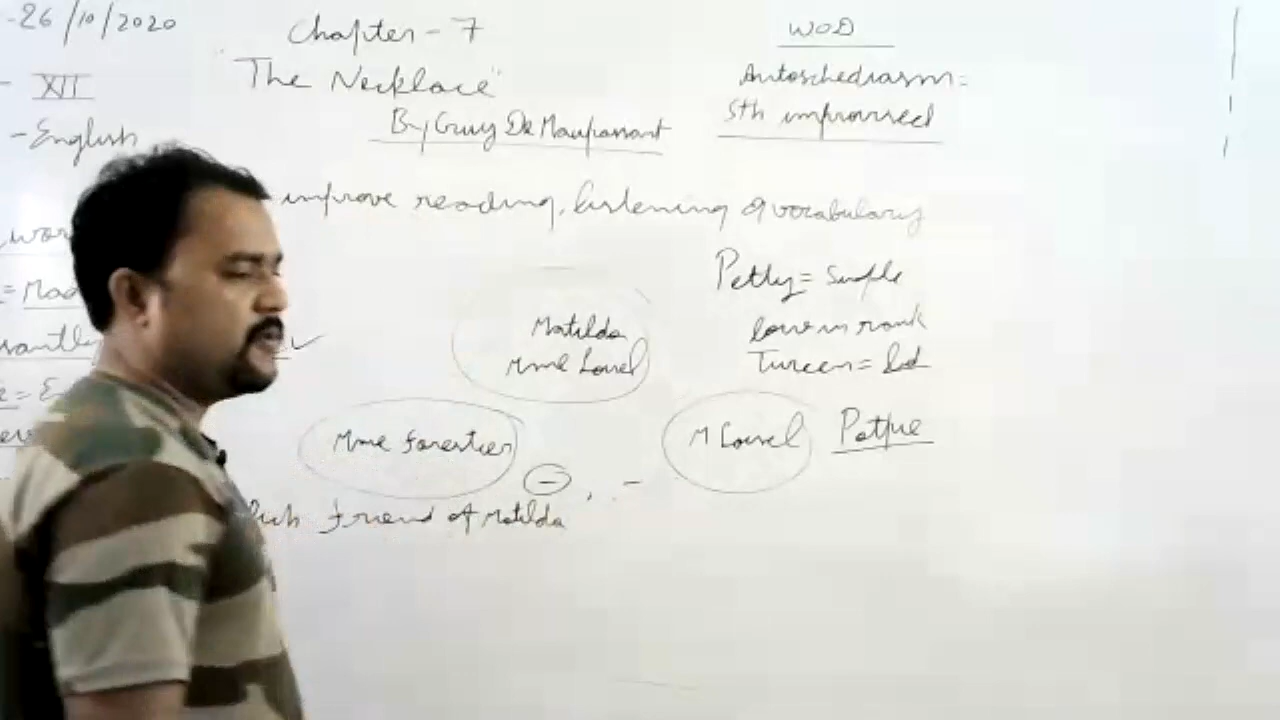 -26/10/2020
Chapter - 7
WOD
- XII
"The Necklace"
Autoschediasm =
Sth improvised
- English
By Guy De Maupassant
improve reading, listening & vocabulary
Petty = Simple
lower in rank
Matilda
Mme Loisel
Tureen = Lid
Mme Forestier
M Loisel
friend of Matilda